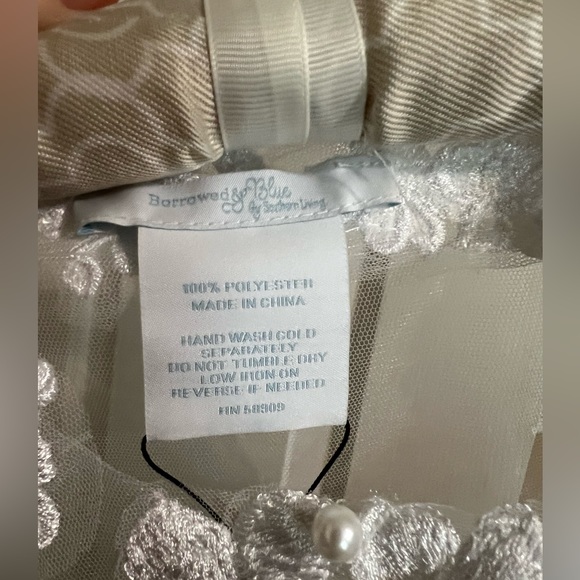 Borrowed & Blue
By Southern Living
100% POLYESTER
MADE IN CHINA
HAND WASH COLD
SEPARATELY
DO NOT TUMBLE DRY
LOW IRON ON
REVERSE IF NEEDED
RN 58909